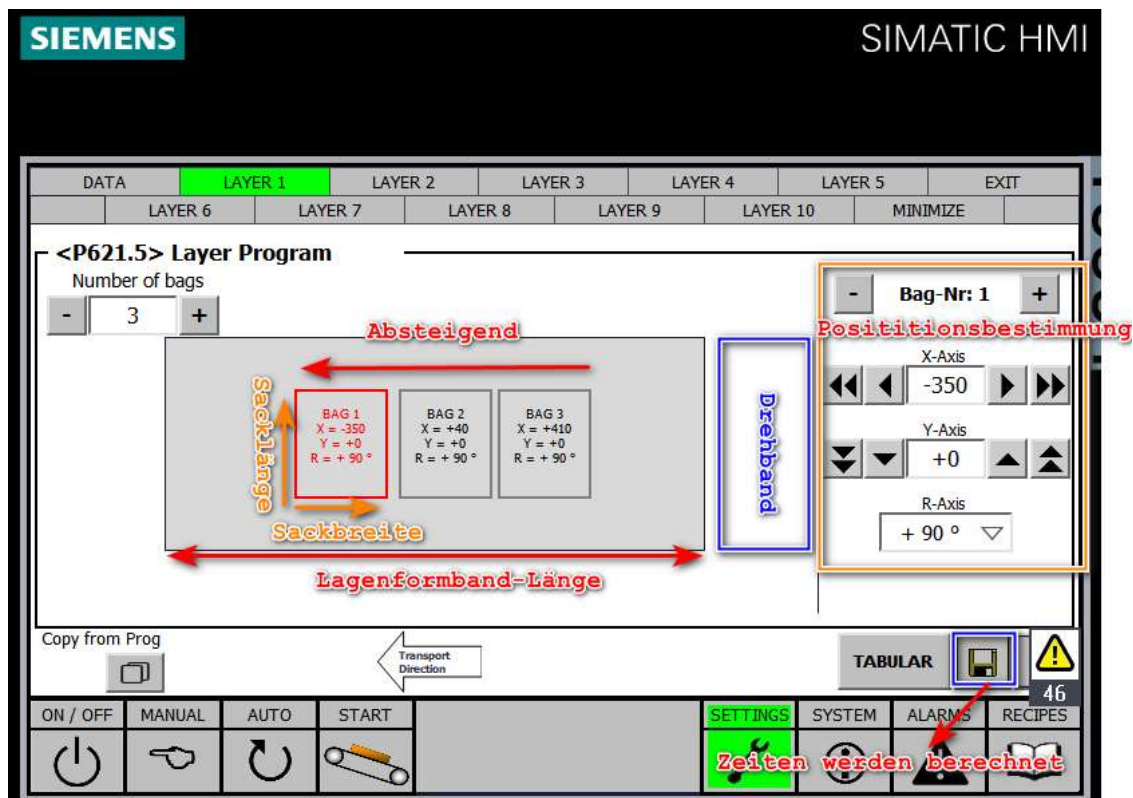 SIEMENS
SIMATIC HMI
DATA
LAYER 1
LAYER 2
LAYER 3
LAYER 4
LAYER 5
EXIT
LAYER 6
LAYER 7
LAYER 8
LAYER 9
LAYER 10
MINIMIZE
<P621.5> Layer Program
Number of bags
- 3 +
- Bag-Nr: 1 +
Posititionsbestimmung
Absteigend
X-Axis
-350
Y-Axis
+0
R-Axis
+ 90 °
Sacklänge
BAG 1
X = -350
Y = +0
R = + 90 °
BAG 2
X = +40
Y = +0
R = + 90 °
BAG 3
X = +410
Y = +0
R = + 90 °
Drehband
Sackbreite
Lagenformband-Länge
Copy from Prog
Transport
Direction
TABULAR
46
ON / OFF
MANUAL
AUTO
START
SETTINGS
SYSTEM
ALARMS
RECIPES
Zeiten werden berechnet